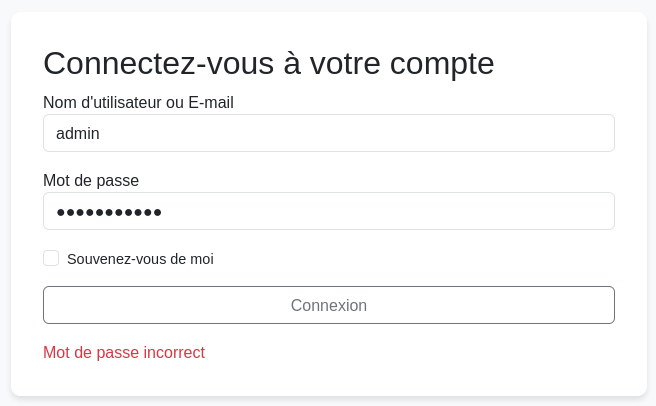 Connectez-vous à votre compte
Nom d'utilisateur ou E-mail
admin
Mot de passe
●●●●●●●●●●●
Souvenez-vous de moi
Connexion
Mot de passe incorrect